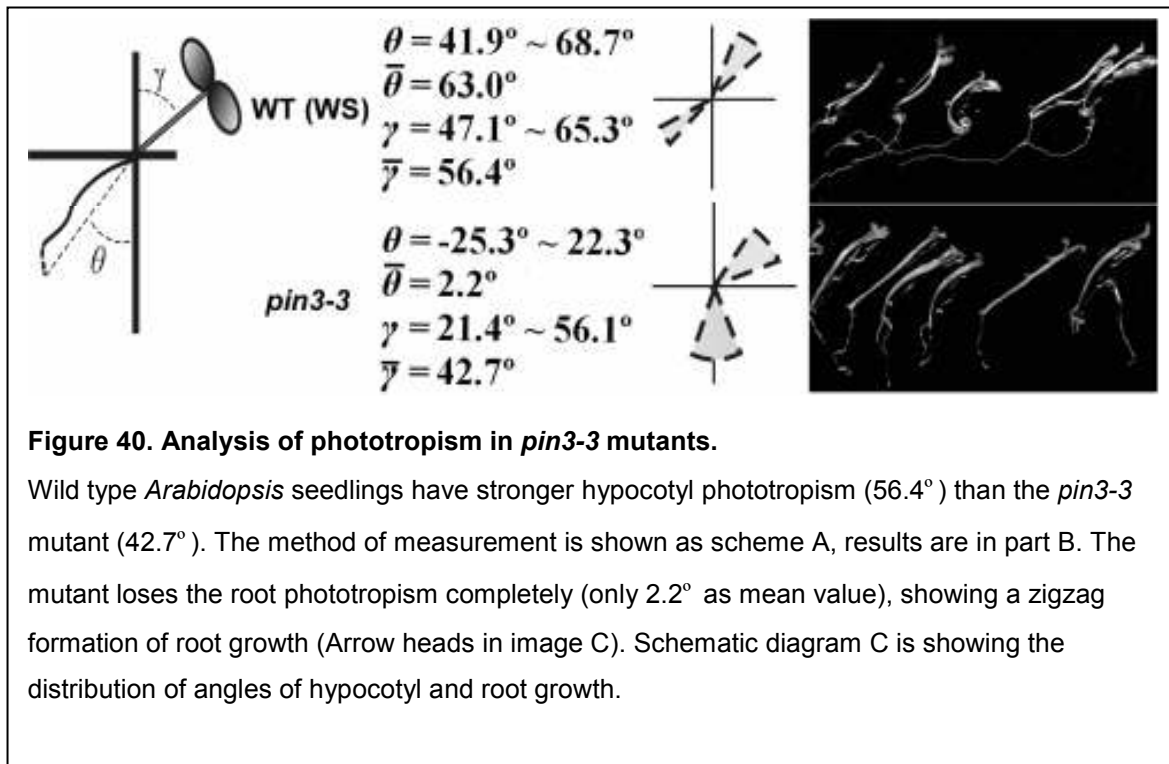 γ
WT (WS)
θ
θ = 41.9° ~ 68.7°
θ̅ = 63.0°
γ = 47.1° ~ 65.3°
γ̅ = 56.4°
pin3-3
θ = -25.3° ~ 22.3°
θ̅ = 2.2°
γ = 21.4° ~ 56.1°
γ̅ = 42.7°
Figure 40. Analysis of phototropism in pin3-3 mutants.
Wild type Arabidopsis seedlings have stronger hypocotyl phototropism (56.4°) than the pin3-3
mutant (42.7°). The method of measurement is shown as scheme A, results are in part B. The
mutant loses the root phototropism completely (only 2.2° as mean value), showing a zigzag
formation of root growth (Arrow heads in image C). Schematic diagram C is showing the
distribution of angles of hypocotyl and root growth.